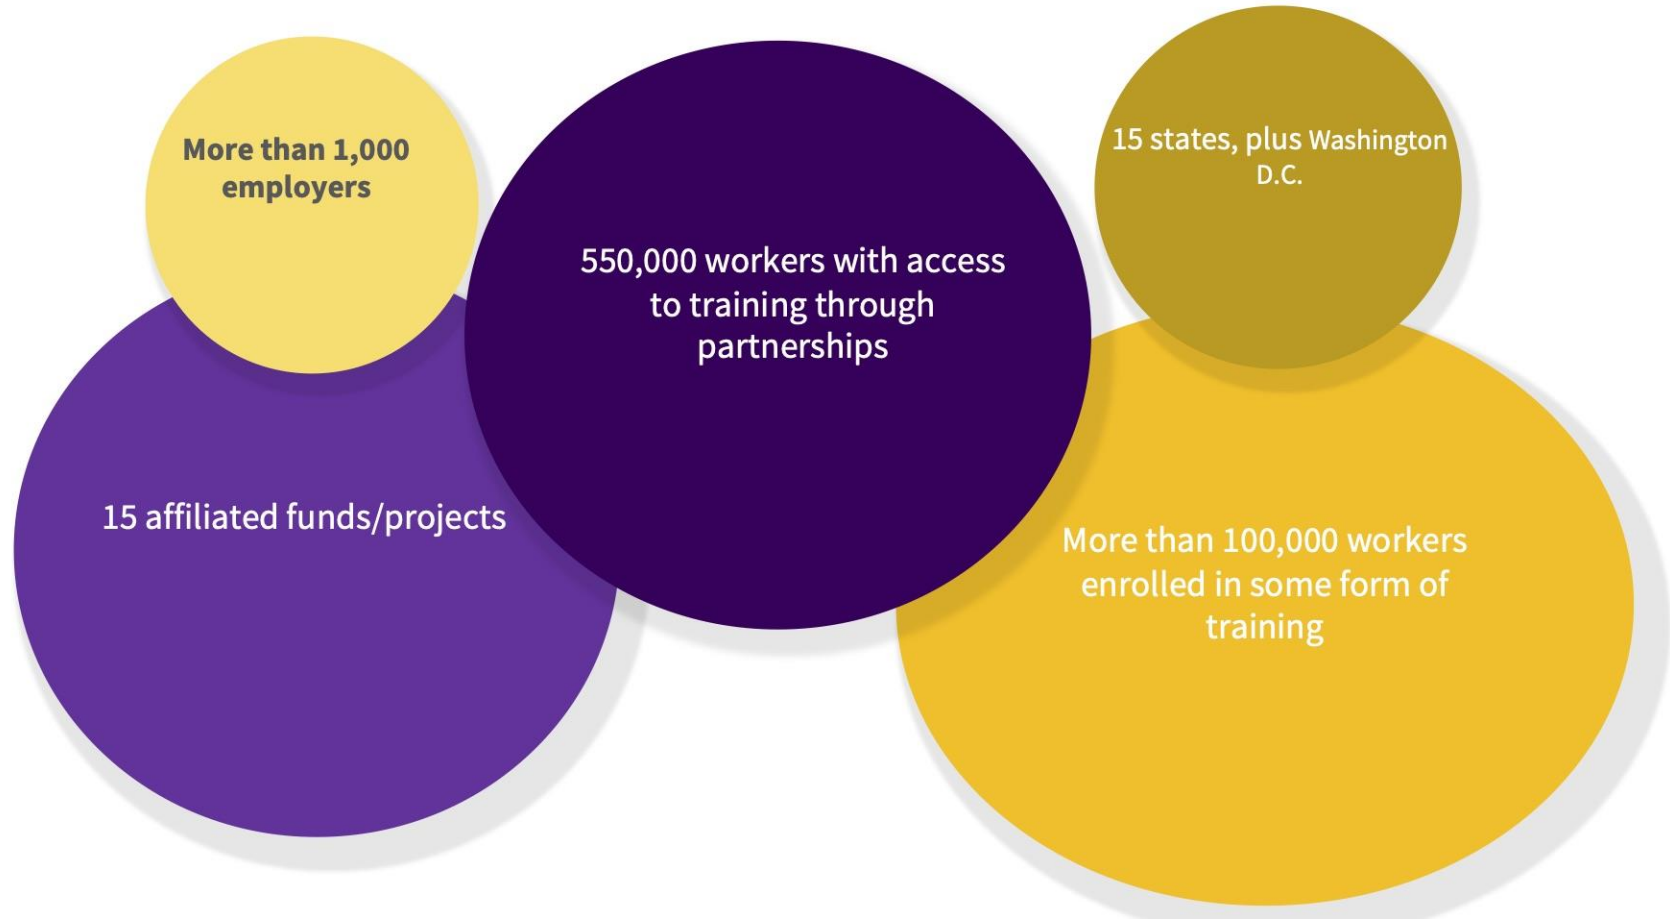 More than 1,000
employers
550,000 workers with access
to training through
partnerships
15 states, plus Washington
D.C.
15 affiliated funds/projects
More than 100,000 workers
enrolled in some form of
training